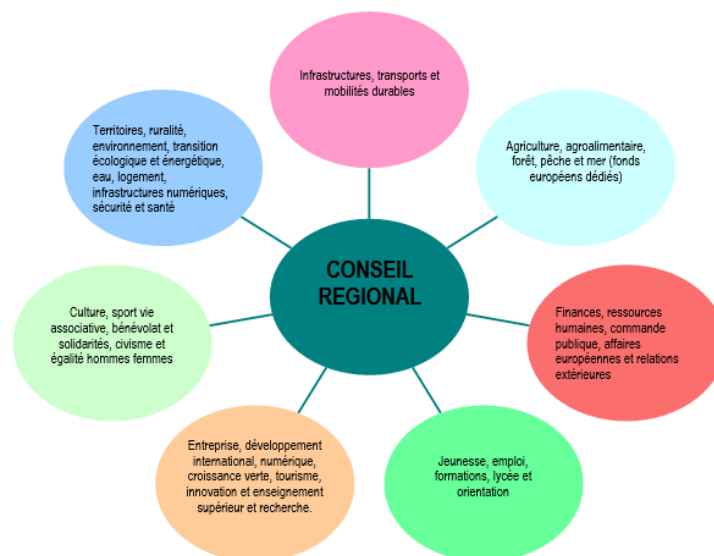 Infrastructures, transports et
mobilités durables
Territoires, ruralité,
environnement, transition
écologique et énergétique,
eau, logement,
infrastructures numériques,
sécurité et santé
Agriculture, agroalimentaire,
forêt, pêche et mer (fonds
européens dédiés)
CONSEIL
REGIONAL
Culture, sport vie
associative, bénévolat et
solidarités, civisme et
égalité hommes femmes
Finances, ressources
humaines, commande
publique, affaires
européennes et relations
extérieures
Entreprise, développement
international, numérique,
croissance verte, tourisme,
innovation et enseignement
supérieur et recherche.
Jeunesse, emploi,
formations, lycée et
orientation